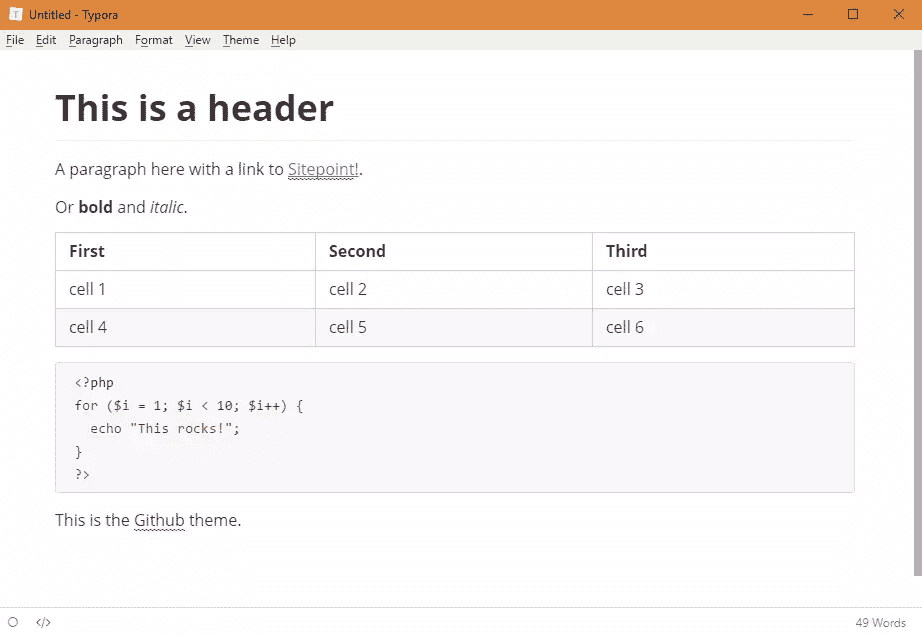 Untitled - Typora
File Edit Paragraph Format View Theme Help
This is a header
A paragraph here with a link to Sitepoint!.
Or bold and italic.
First Second Third
cell 1 cell 2 cell 3
cell 4 cell 5 cell 6
<?php
for ($i = 1; $i < 10; $i++) {
  echo "This rocks!";
}
?>
This is the Github theme.
</> 49 Words